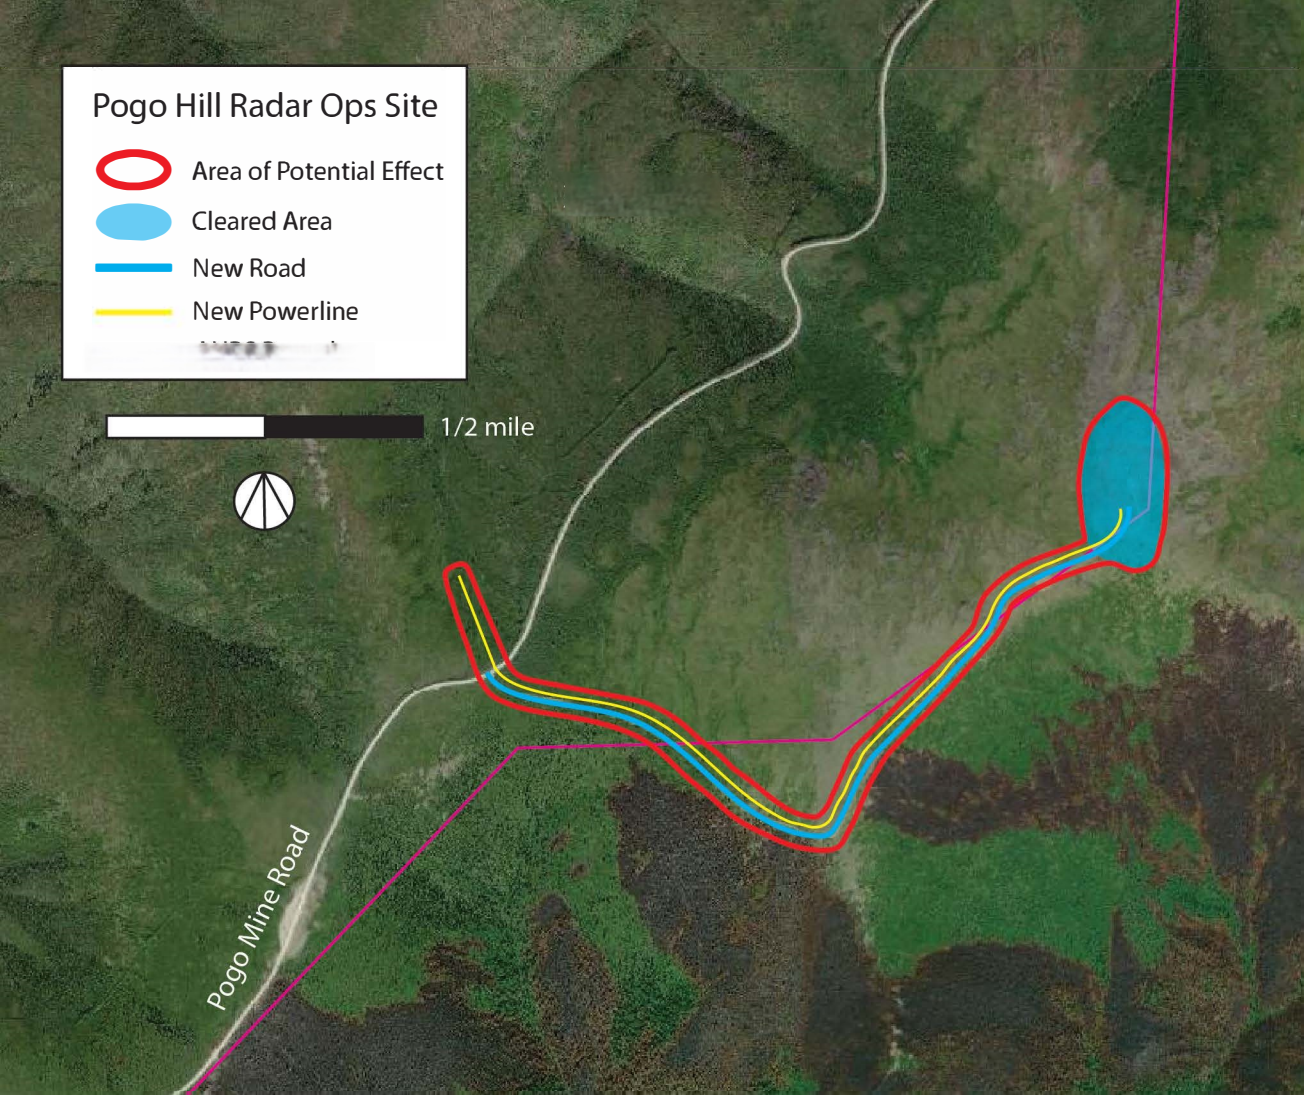 Pogo Hill Radar Ops Site
Area of Potential Effect
Cleared Area
New Road
New Powerline
1/2 mile
Pogo Mine Road